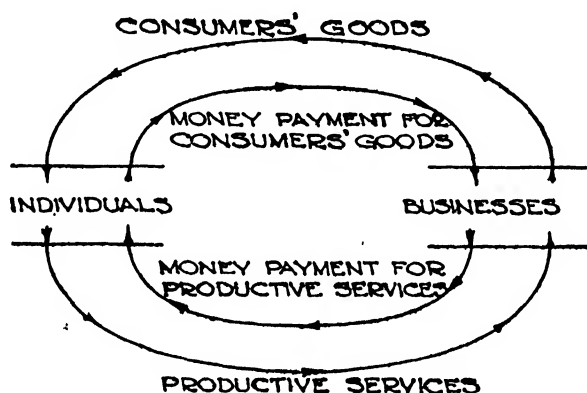 CONSUMERS' GOODS
MONEY PAYMENT FOR
CONSUMERS' GOODS
INDIVIDUALS
BUSINESSES
MONEY PAYMENT FOR
PRODUCTIVE SERVICES
PRODUCTIVE SERVICES